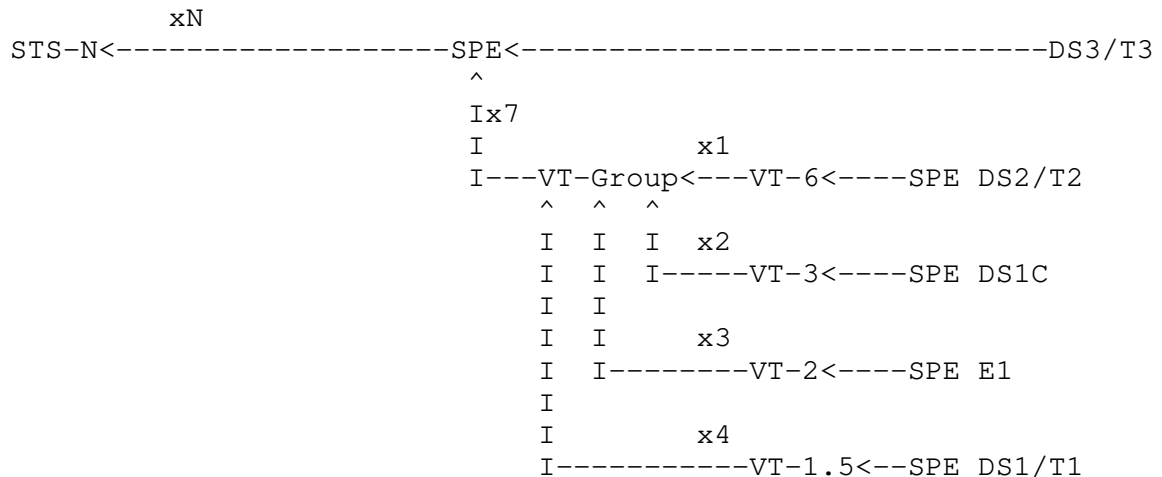 xN
STS-N<-------------------SPE<------------------------------DS3/T3
^
Ix7
I x1
I---VT-Group<---VT-6<----SPE DS2/T2
^ ^ ^
I I I x2
I I I-----VT-3<----SPE DS1C
I I
I I x3
I I--------VT-2<----SPE E1
I
I x4
I-----------VT-1.5<--SPE DS1/T1